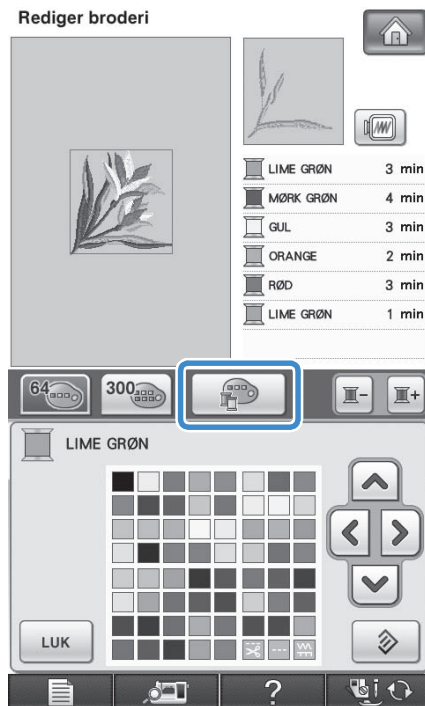 Rediger broderi
LIME GRØN 3 min
MØRK GRØN 4 min
GUL 3 min
ORANGE 2 min
RØD 3 min
LIME GRØN 1 min
64 300
LIME GRØN
LUK
?